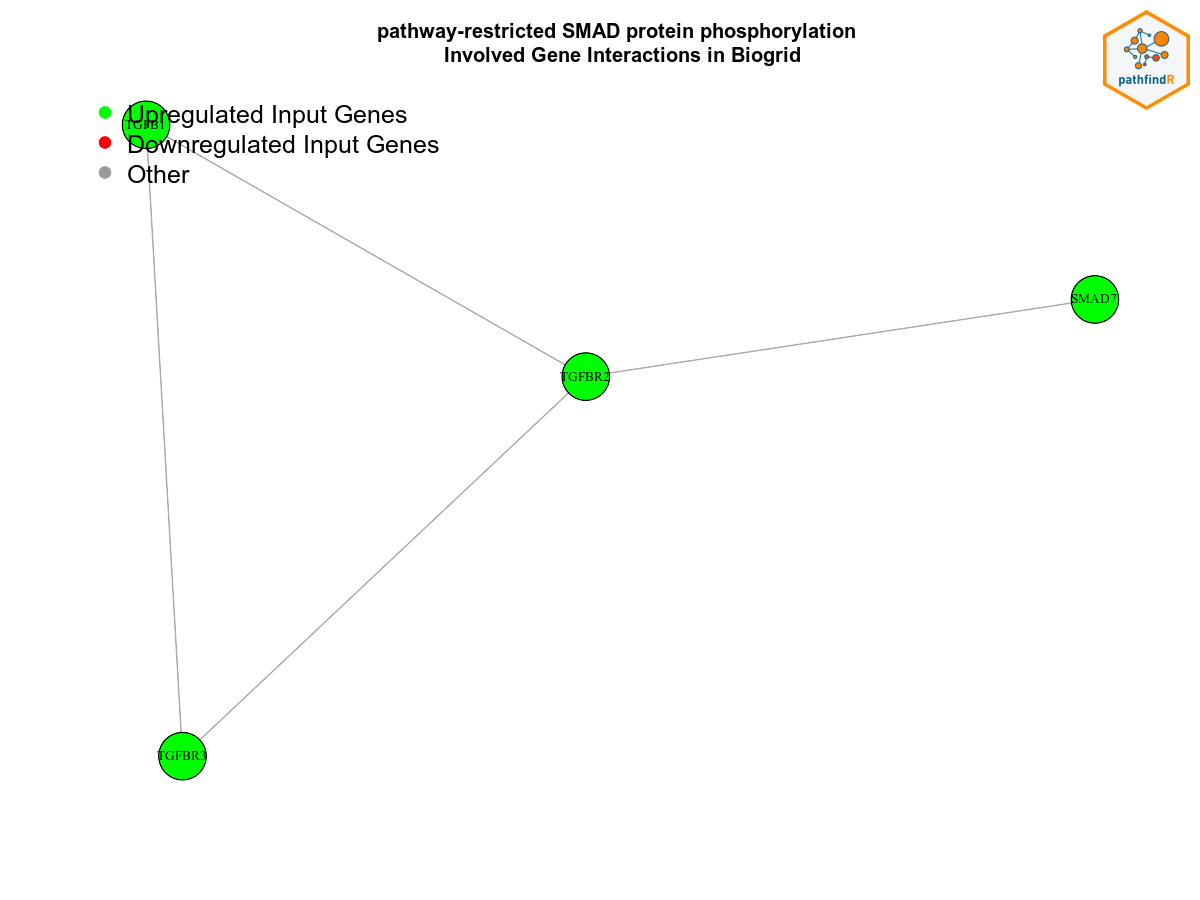 pathway-restricted SMAD protein phosphorylation
Involved Gene Interactions in Biogrid
pathfindR
Upregulated Input Genes
TGFB1
Downregulated Input Genes
Other
SMAD7
TGFBR2
TGFBR3